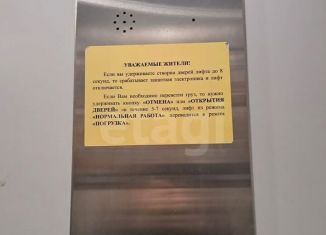 УВАЖАЕМЫЕ ЖИТЕЛИ!
Если вы удерживаете створки дверей лифта до 8
секунд, то срабатывает защитная электроника и лифт
отключается.
Если Вам необходимо перевезти груз, то нужно
удерживать кнопку «ОТМЕНА» или «ОТКРЫТИЯ
ДВЕРЕЙ» в течение 5-7 секунд, лифт из режима
«НОРМАЛЬНАЯ РАБОТА» переводится в режим
«ПОГРУЗКА».
etagi